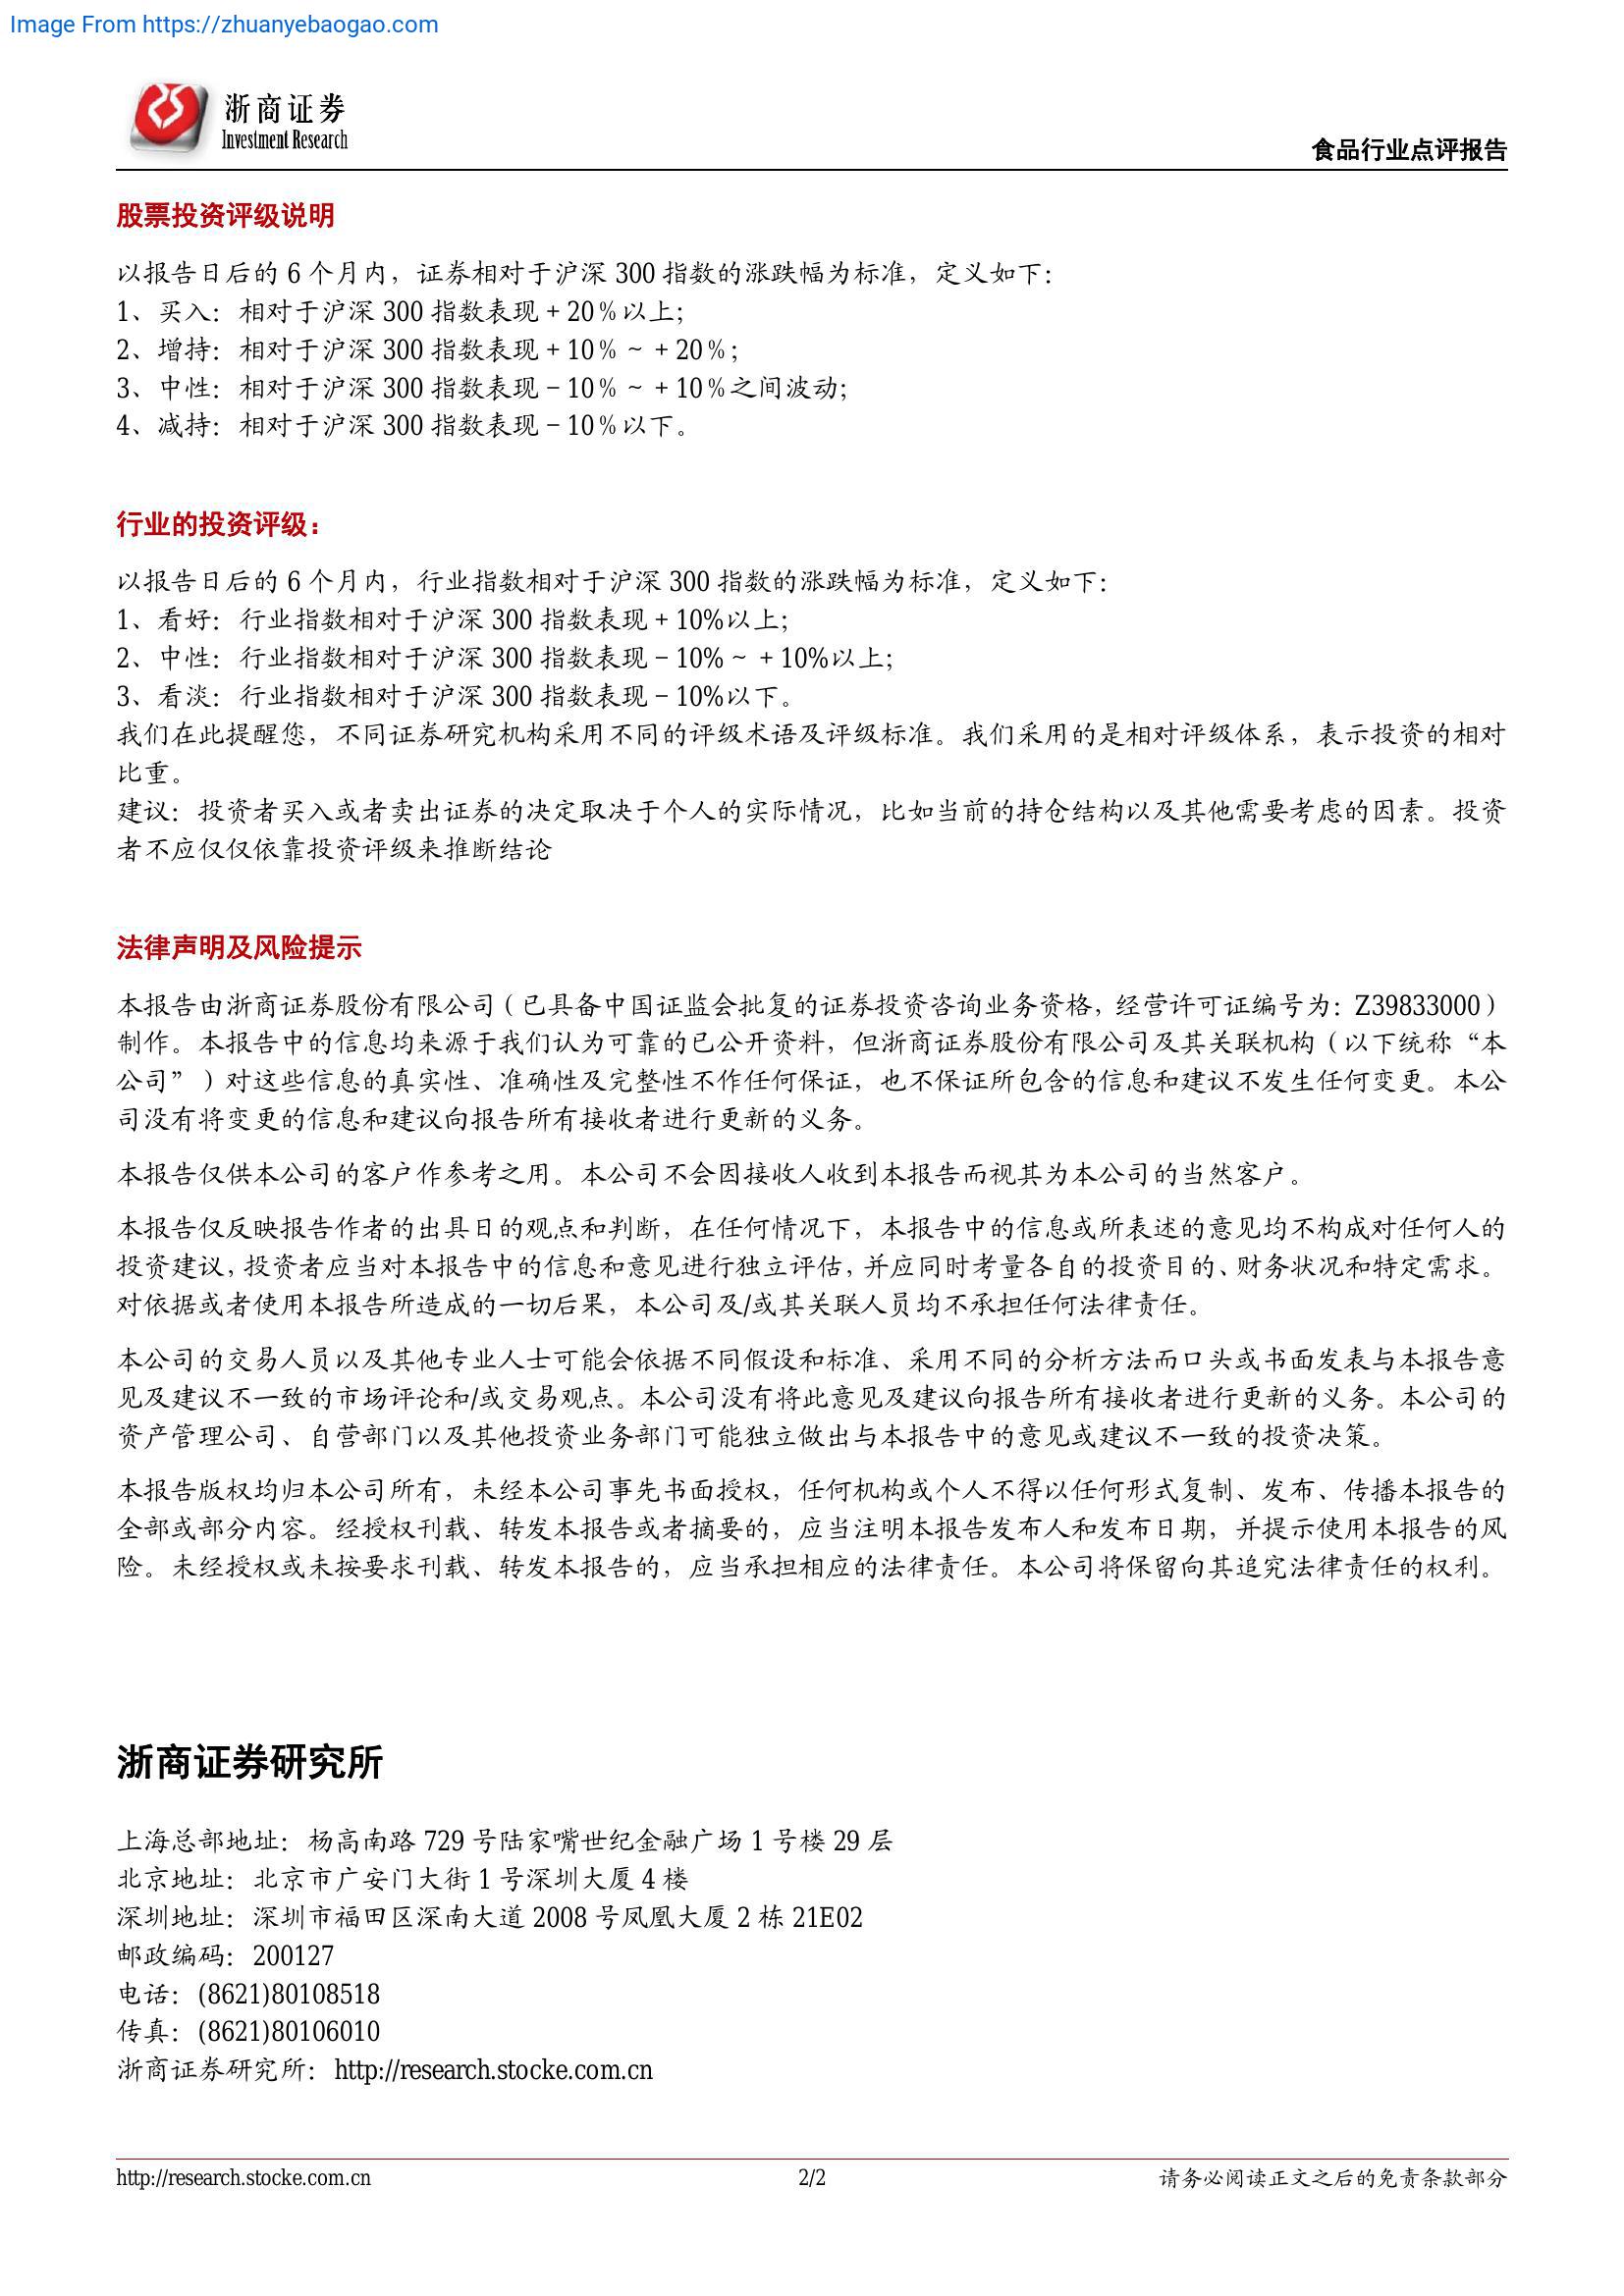 Image From https://zhuanyebaogao.com
浙商证券
Investment Research
食品行业点评报告
股票投资评级说明
以报告日后的 6 个月内，证券相对于沪深 300 指数的涨跌幅为标准，定义如下：
1、买入：相对于沪深 300 指数表现＋20％以上；
2、增持：相对于沪深 300 指数表现＋10％～＋20％；
3、中性：相对于沪深 300 指数表现－10％～＋10％之间波动；
4、减持：相对于沪深 300 指数表现－10％以下。
行业的投资评级：
以报告日后的 6 个月内，行业指数相对于沪深 300 指数的涨跌幅为标准，定义如下：
1、看好：行业指数相对于沪深 300 指数表现＋10%以上；
2、中性：行业指数相对于沪深 300 指数表现－10%～＋10%以上；
3、看淡：行业指数相对于沪深 300 指数表现－10%以下。
我们在此提醒您，不同证券研究机构采用不同的评级术语及评级标准。我们采用的是相对评级体系，表示投资的相对
比重。
建议：投资者买入或者卖出证券的决定取决于个人的实际情况，比如当前的持仓结构以及其他需要考虑的因素。投资
者不应仅仅依靠投资评级来推断结论
法律声明及风险提示
本报告由浙商证券股份有限公司（已具备中国证监会批复的证券投资咨询业务资格，经营许可证编号为：Z39833000）
制作。本报告中的信息均来源于我们认为可靠的已公开资料，但浙商证券股份有限公司及其关联机构（以下统称“本
公司”）对这些信息的真实性、准确性及完整性不作任何保证，也不保证所包含的信息和建议不发生任何变更。本公
司没有将变更的信息和建议向报告所有接收者进行更新的义务。
本报告仅供本公司的客户作参考之用。本公司不会因接收人收到本报告而视其为本公司的当然客户。
本报告仅反映报告作者的出具日的观点和判断，在任何情况下，本报告中的信息或所表述的意见均不构成对任何人的
投资建议，投资者应当对本报告中的信息和意见进行独立评估，并应同时考量各自的投资目的、财务状况和特定需求。
对依据或者使用本报告所造成的一切后果，本公司及/或其关联人员均不承担任何法律责任。
本公司的交易人员以及其他专业人士可能会依据不同假设和标准、采用不同的分析方法而口头或书面发表与本报告意
见及建议不一致的市场评论和/或交易观点。本公司没有将此意见及建议向报告所有接收者进行更新的义务。本公司的
资产管理公司、自营部门以及其他投资业务部门可能独立做出与本报告中的意见或建议不一致的投资决策。
本报告版权均归本公司所有，未经本公司事先书面授权，任何机构或个人不得以任何形式复制、发布、传播本报告的
全部或部分内容。经授权刊载、转发本报告或者摘要的，应当注明本报告发布人和发布日期，并提示使用本报告的风
险。未经授权或未按要求刊载、转发本报告的，应当承担相应的法律责任。本公司将保留向其追究法律责任的权利。
浙商证券研究所
上海总部地址：杨高南路 729 号陆家嘴世纪金融广场 1 号楼 29 层
北京地址：北京市广安门大街 1 号深圳大厦 4 楼
深圳地址：深圳市福田区深南大道 2008 号凤凰大厦 2 栋 21E02
邮政编码：200127
电话：(8621)80108518
传真：(8621)80106010
浙商证券研究所：http://research.stocke.com.cn
http://research.stocke.com.cn
2/2
请务必阅读正文之后的免责条款部分